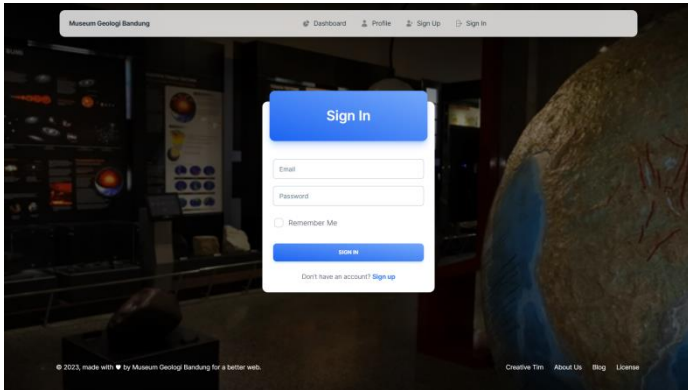 Museum Geologi Bandung Dashboard Profile Sign Up Sign In
Sign In
Email
Password
Remember Me
SIGN IN
Don't have an account? Sign up
© 2023, made with ♥ by Museum Geologi Bandung for a better web. Creative Tim About Us Blog License